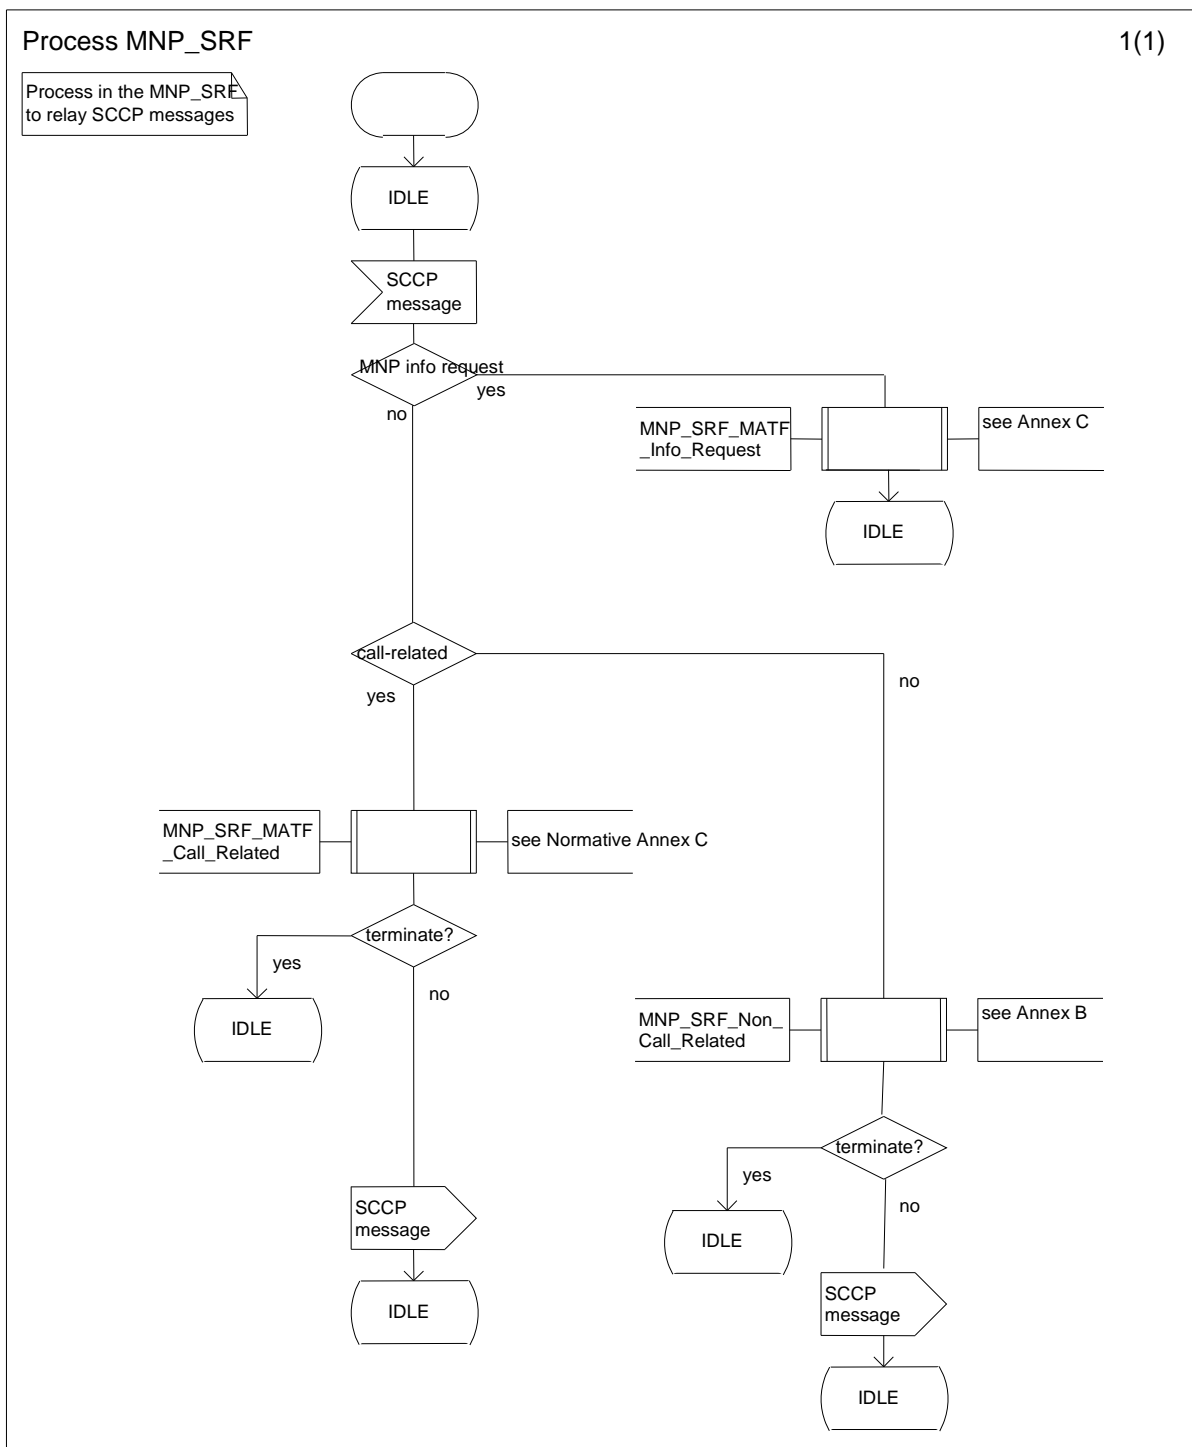 Process MNP_SRF
1(1)
Process in the MNP_SRF
to relay SCCP messages
IDLE
SCCP
message
MNP info request
yes
no
MNP_SRF_MATF
_Info_Request
see Annex C
IDLE
call-related
no
yes
MNP_SRF_MATF
_Call_Related
see Normative Annex C
terminate?
yes
no
IDLE
MNP_SRF_Non_
Call_Related
see Annex B
terminate?
yes
no
SCCP
message
IDLE
IDLE
SCCP
message
IDLE